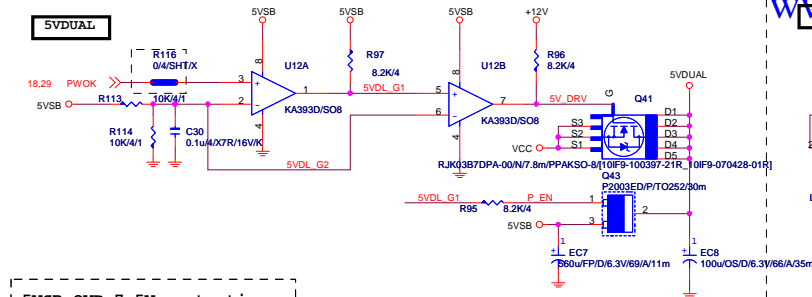 5VDUAL
5VSB
5VSB
5VSB
+12V
R116
0/4/SHT/X
U12A
R97
8.2K/4
U12B
R96
8.2K/4
5VDUAL
18,29 PWOK
3
8
1
5VDL_G1
5
8
7
5V_DRV
G
Q41
5VSB
R113
10K/4/1
2
KA393D/SO8
4
6
KA393D/SO8
4
S3
S2
S1
D1
D2
D3
D4
D5
VCC
R114
10K/4/1
C30
0.1u/4/X7R/16V/K
5VDL_G2
RJK03B7DPA-00/N/7.8m/PPAKSO-8/[10IF9-100397-21R_10IF9-070428-01R]
Q43
P2003ED/P/TO252/30m
5VDL_G1
R95
8.2K/4
P_EN
1
2
3
5VSB
1
EC7
560u/FP/D/6.3V/69/A/11m
1
EC8
100u/OS/D/6.3V/66/A/35m